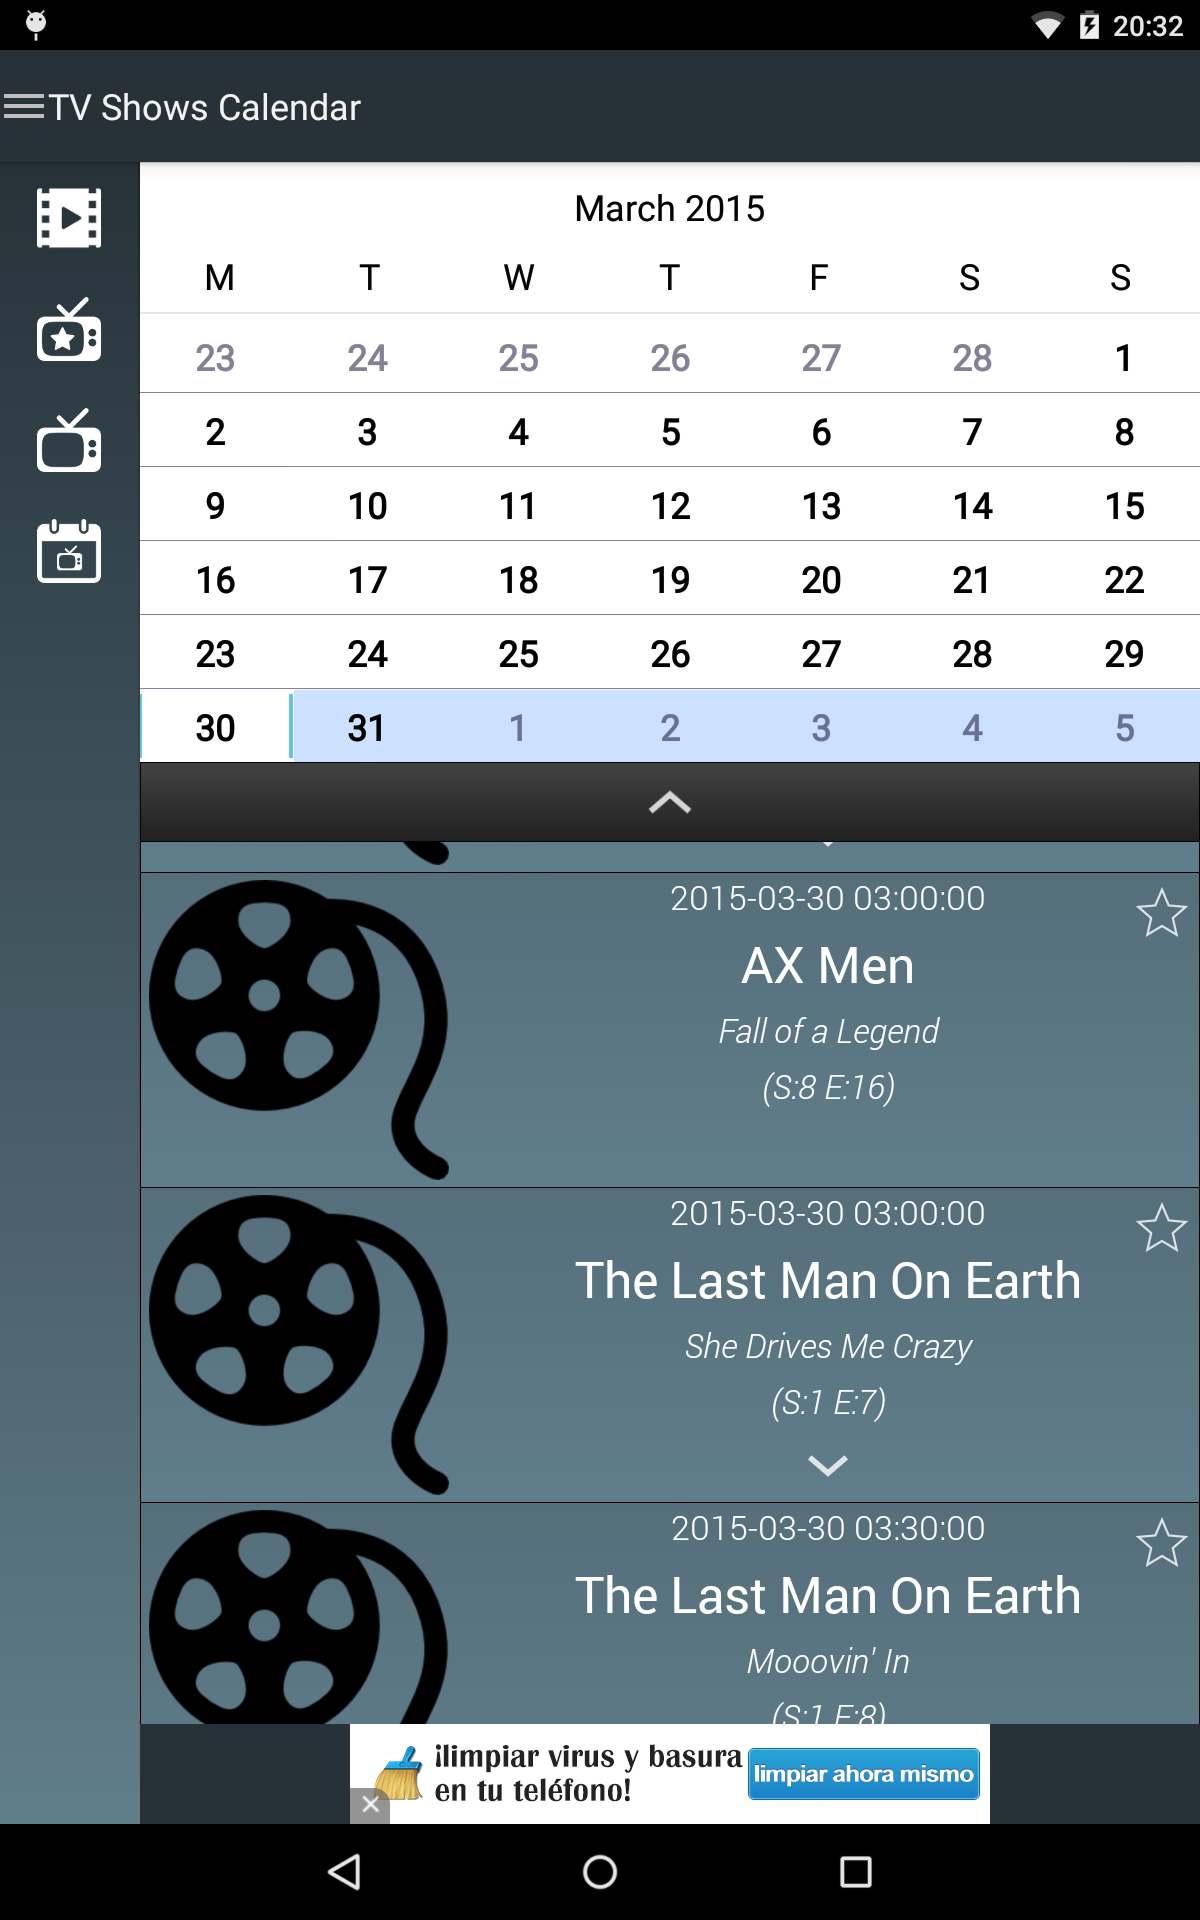 20:32
TV Shows Calendar
March 2015
M T W T F S S
23 24 25 26 27 28 1
2 3 4 5 6 7 8
9 10 11 12 13 14 15
16 17 18 19 20 21 22
23 24 25 26 27 28 29
30 31 1 2 3 4 5
2015-03-30 03:00:00
AX Men
Fall of a Legend
(S:8 E:16)
2015-03-30 03:00:00
The Last Man On Earth
She Drives Me Crazy
(S:1 E:7)
2015-03-30 03:30:00
The Last Man On Earth
Mooovin' In
(S:1 E:8)
¡limpiar virus y basura
en tu teléfono!
limpiar ahora mismo